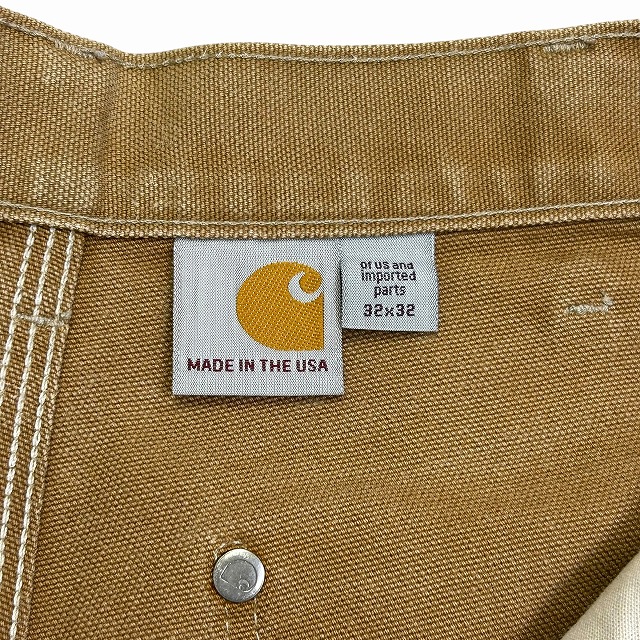 MADE IN THE USA
of US and
imported
parts
32x32